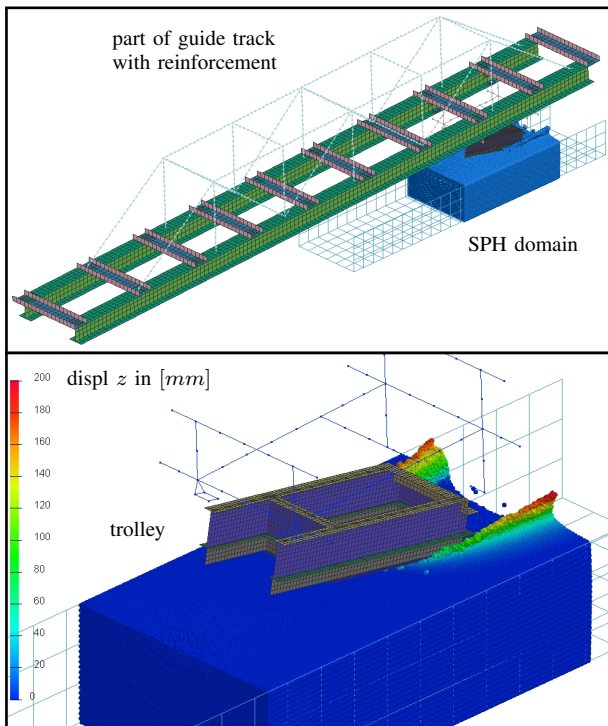 part of guide track
with reinforcement
SPH domain
displ z in [mm]
200
180
160
140
120
100
80
60
40
20
0
trolley